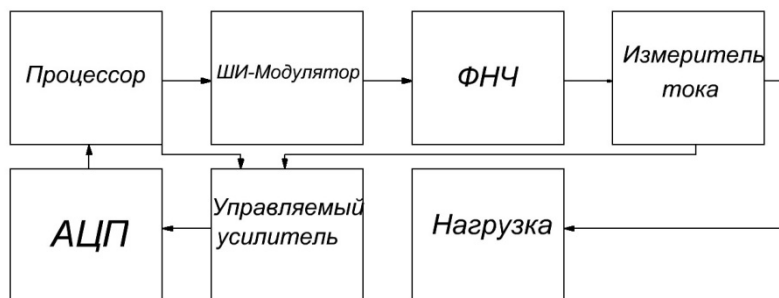 Процессор
ШИ-Модулятор
ФНЧ
Измеритель
тока
АЦП
Управляемый
усилитель
Нагрузка